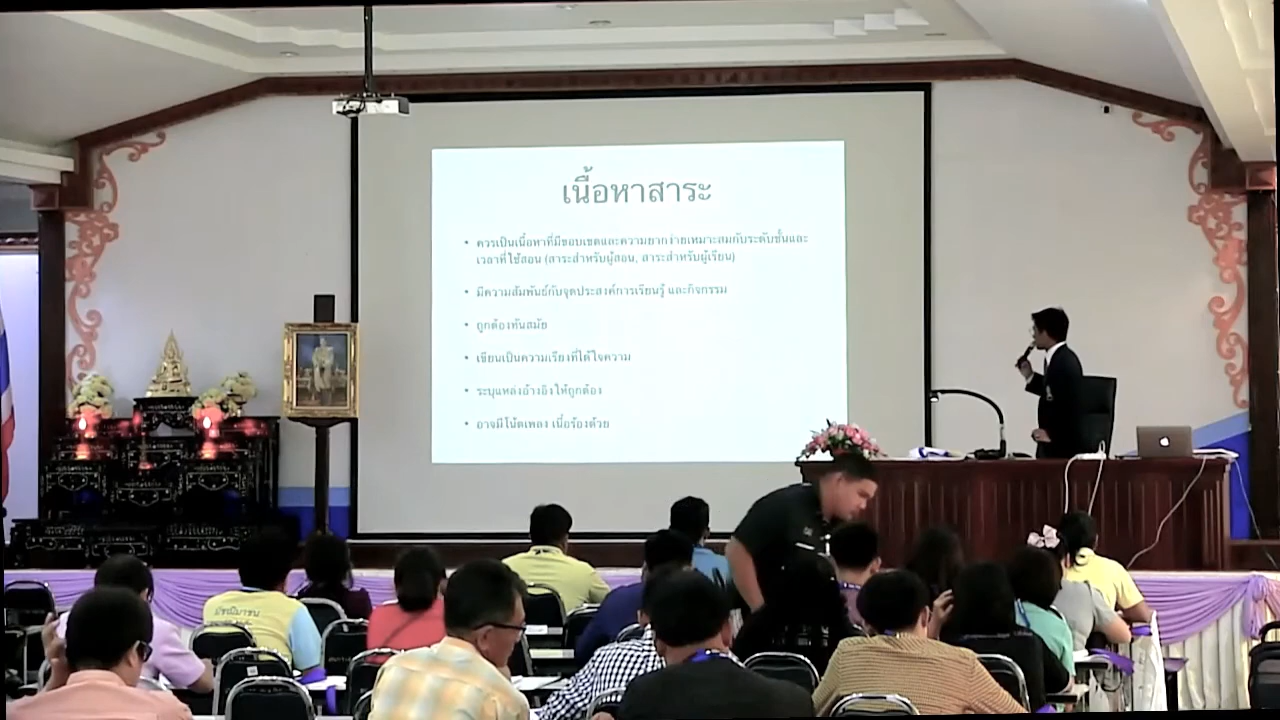 เนื้อหาสาระ
• ควรเป็นเนื้อหาที่มีขอบเขตและความยากง่ายเหมาะสมกับระดับชั้นและ
เวลาที่ใช้สอน (สาระสำหรับผู้สอน, สาระสำหรับผู้เรียน)
• มีความสัมพันธ์กับจุดประสงค์การเรียนรู้ และกิจกรรม
• ถูกต้องทันสมัย
• เขียนเป็นความเรียงที่ได้ใจความ
• ระบุแหล่งอ้างอิงให้ถูกต้อง
• อาจมีโน้ตเพลง เนื้อร้องด้วย